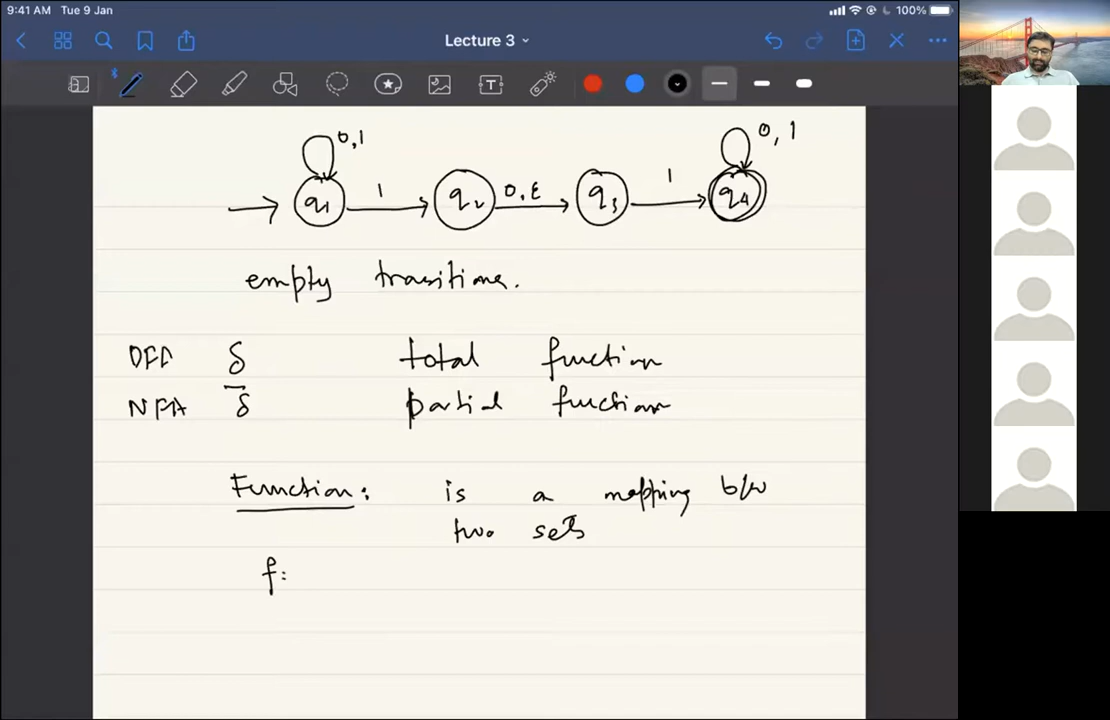 9:41 AM Tue 9 Jan
100%
Lecture 3
T
0,1
0,1
1
0,ε
1
q1
q2
q3
q4
empty transitions.
DFA δ total function
NFA δ partial function
Function: is a mapping b/w
two sets
f: